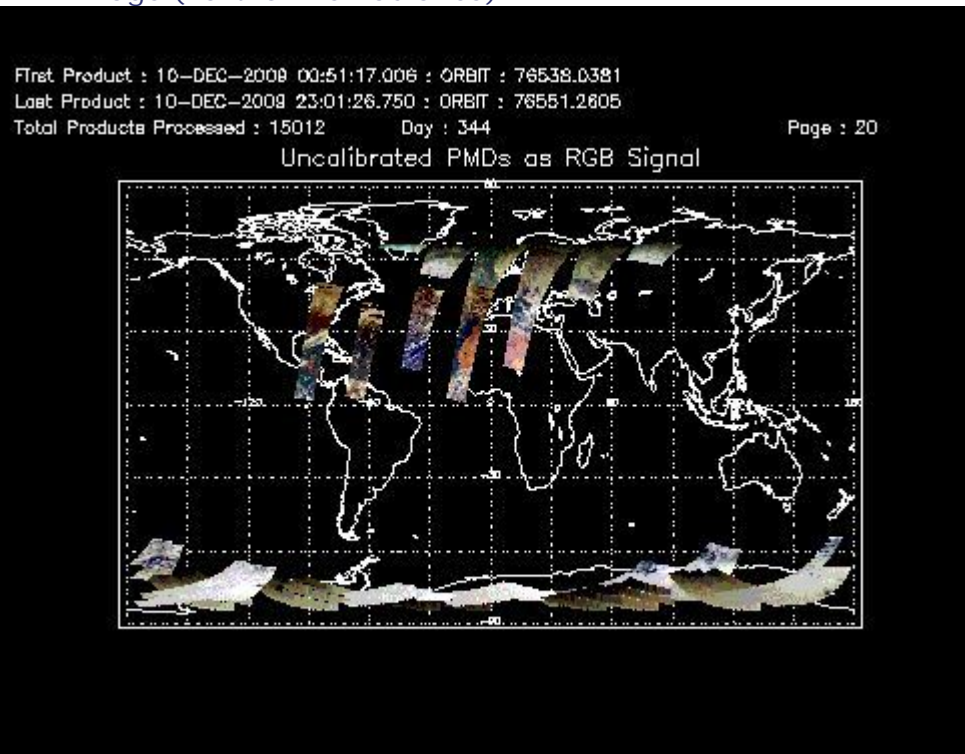 First Product : 10-DEC-2009 00:51:17.006 : ORBIT : 76538.0381
Last Product : 10-DEC-2009 23:01:26.750 : ORBIT : 76551.2605
Total Products Processed : 15012 Day : 344 Page : 20
Uncalibrated PMDs as RGB Signal
-120
60
-30
-90